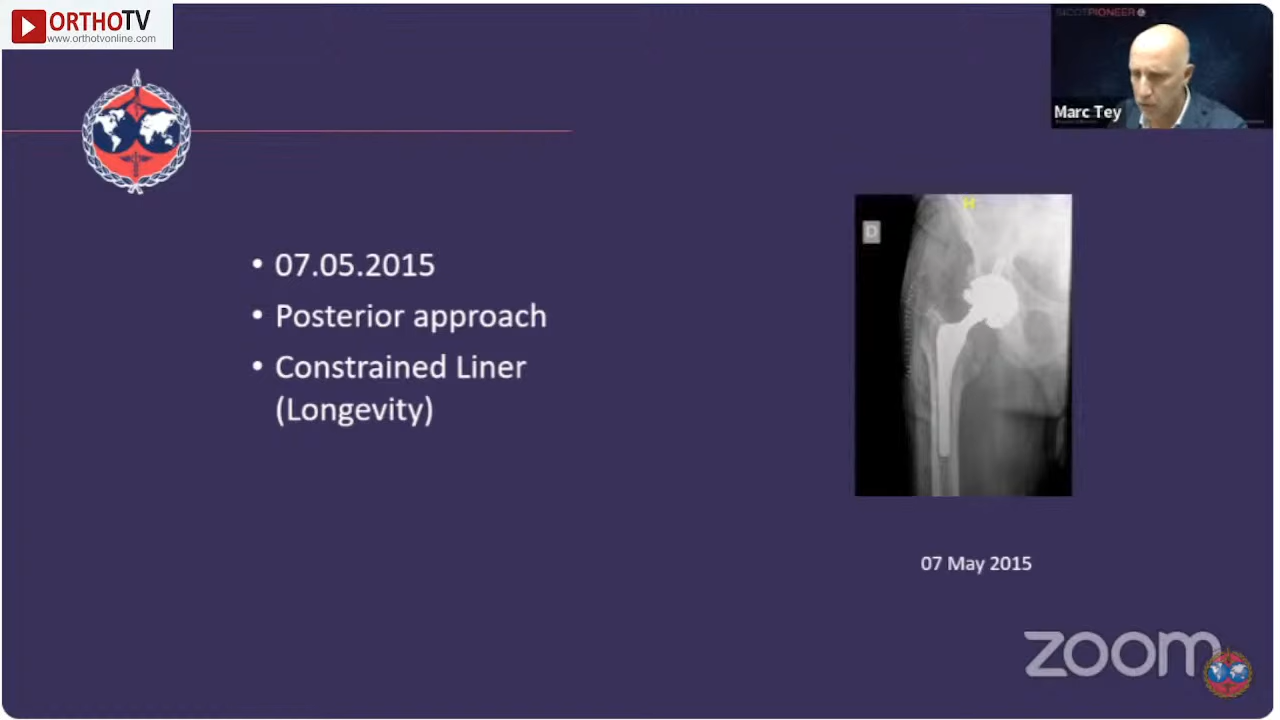 ORTHOTV
www.orthotvonline.com
SICOT PIONEER
Marc Tey
H
D
• 07.05.2015
• Posterior approach
• Constrained Liner
(Longevity)
07 May 2015
zoom